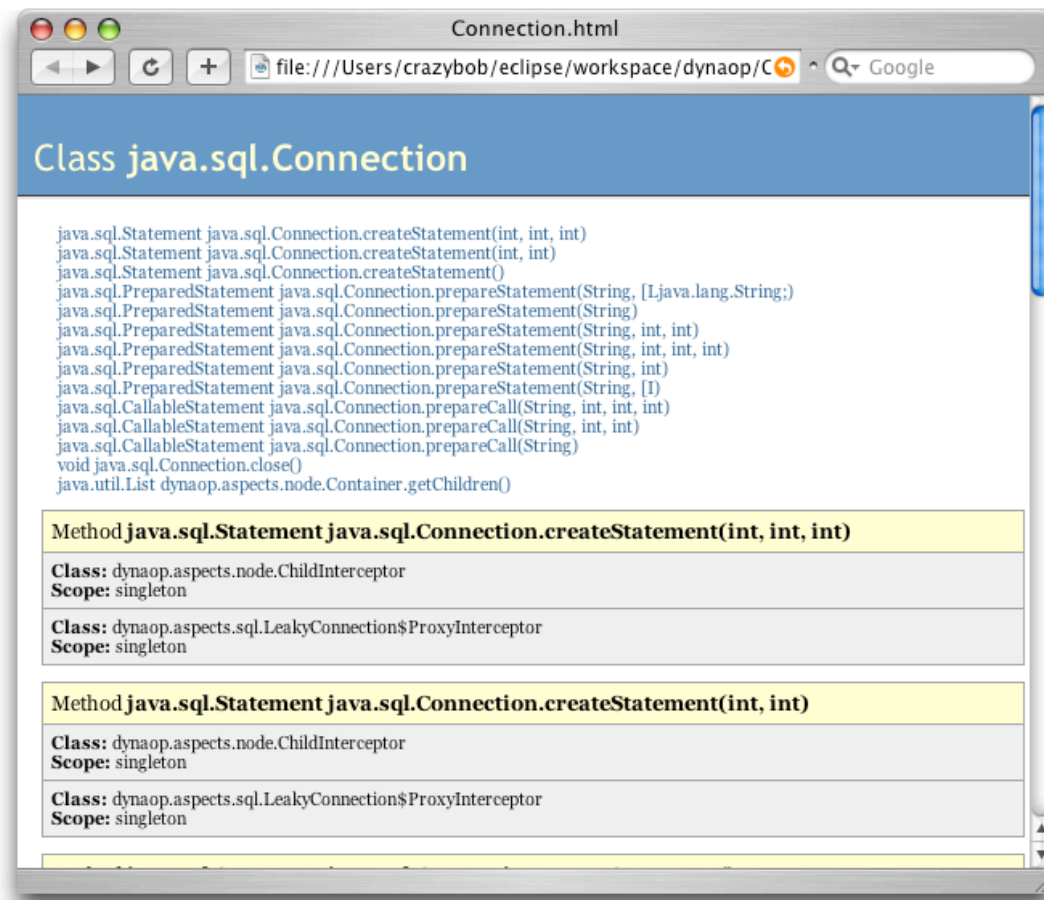 Connection.html
file:///Users/crazybob/eclipse/workspace/dynaop/C
Google
Class java.sql.Connection
java.sql.Statement java.sql.Connection.createStatement(int, int, int)
java.sql.Statement java.sql.Connection.createStatement(int, int)
java.sql.Statement java.sql.Connection.createStatement()
java.sql.PreparedStatement java.sql.Connection.prepareStatement(String, [Ljava.lang.String;)
java.sql.PreparedStatement java.sql.Connection.prepareStatement(String)
java.sql.PreparedStatement java.sql.Connection.prepareStatement(String, int, int)
java.sql.PreparedStatement java.sql.Connection.prepareStatement(String, int, int, int)
java.sql.PreparedStatement java.sql.Connection.prepareStatement(String, int)
java.sql.PreparedStatement java.sql.Connection.prepareStatement(String, [I)
java.sql.CallableStatement java.sql.Connection.prepareCall(String, int, int, int)
java.sql.CallableStatement java.sql.Connection.prepareCall(String, int, int)
java.sql.CallableStatement java.sql.Connection.prepareCall(String)
void java.sql.Connection.close()
java.util.List dynaop.aspects.node.Container.getChildren()
Method java.sql.Statement java.sql.Connection.createStatement(int, int, int)
Class: dynaop.aspects.node.ChildInterceptor
Scope: singleton
Class: dynaop.aspects.sql.LeakyConnection$ProxyInterceptor
Scope: singleton
Method java.sql.Statement java.sql.Connection.createStatement(int, int)
Class: dynaop.aspects.node.ChildInterceptor
Scope: singleton
Class: dynaop.aspects.sql.LeakyConnection$ProxyInterceptor
Scope: singleton